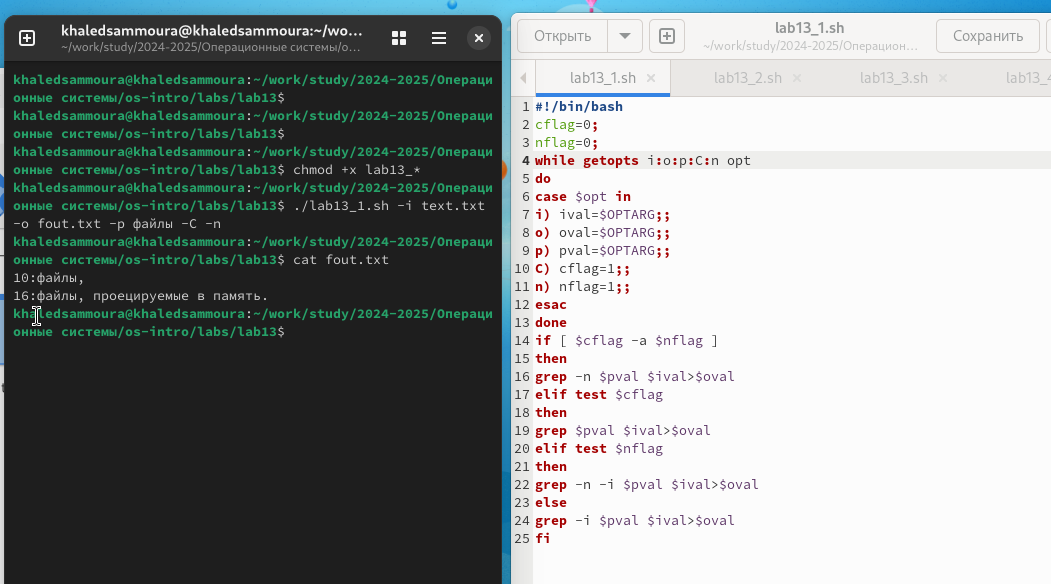 khaledsammoura@khaledsammoura:~/wo...
~/work/study/2024-2025/Операционные системы/о...
khaledsammoura@khaledsammoura:~/work/study/2024-2025/Операци
онные системы/os-intro/labs/lab13$
khaledsammoura@khaledsammoura:~/work/study/2024-2025/Операци
онные системы/os-intro/labs/lab13$
khaledsammoura@khaledsammoura:~/work/study/2024-2025/Операци
онные системы/os-intro/labs/lab13$ chmod +x lab13_*
khaledsammoura@khaledsammoura:~/work/study/2024-2025/Операци
онные системы/os-intro/labs/lab13$ ./lab13_1.sh -i text.txt
-o fout.txt -p файлы -C -n
khaledsammoura@khaledsammoura:~/work/study/2024-2025/Операци
онные системы/os-intro/labs/lab13$ cat fout.txt
10:файлы,
16:файлы, проецируемые в память.
khaledsammoura@khaledsammoura:~/work/study/2024-2025/Операци
онные системы/os-intro/labs/lab13$
Открыть
lab13_1.sh
~/work/study/2024-2025/Операцион...
Сохранить
lab13_1.sh ×
lab13_2.sh ×
lab13_3.sh ×
lab13_4
1 #!/bin/bash
2 cflag=0;
3 nflag=0;
4 while getopts i:o:p:C:n opt
5 do
6 case $opt in
7 i) ival=$OPTARG;;
8 o) oval=$OPTARG;;
9 p) pval=$OPTARG;;
10 C) cflag=1;;
11 n) nflag=1;;
12 esac
13 done
14 if [ $cflag -a $nflag ]
15 then
16 grep -n $pval $ival>$oval
17 elif test $cflag
18 then
19 grep $pval $ival>$oval
20 elif test $nflag
21 then
22 grep -n -i $pval $ival>$oval
23 else
24 grep -i $pval $ival>$oval
25 fi